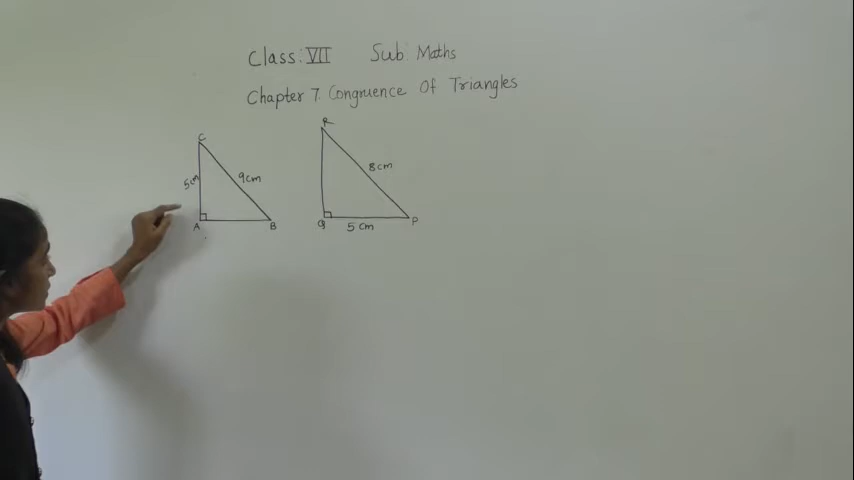 Class: VII Sub: Maths
Chapter 7. Congruence Of Triangles
C
5cm
9cm
A
B
R
8cm
Q
5 cm
P